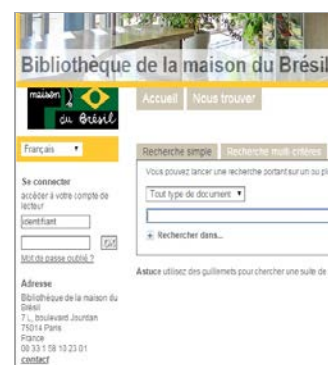 Bibliothèque de la maison du Brésil
maison
du Brésil
Accueil Nous trouver
Français
Recherche simple Recherche multi-critères
Vous pouvez lancer une recherche portant sur un ou pl
Tout type de document
Rechercher dans...
Astuce utilisez des guillemets pour chercher une suite de
Se connecter
accéder à votre compte de
lecteur
identifiant
Mot de passe oublié ?
Adresse
Bibliothèque de la maison du
Brésil
7 L, boulevard Jourdan
75014 Paris
France
00 33 1 58 10 23 01
contact